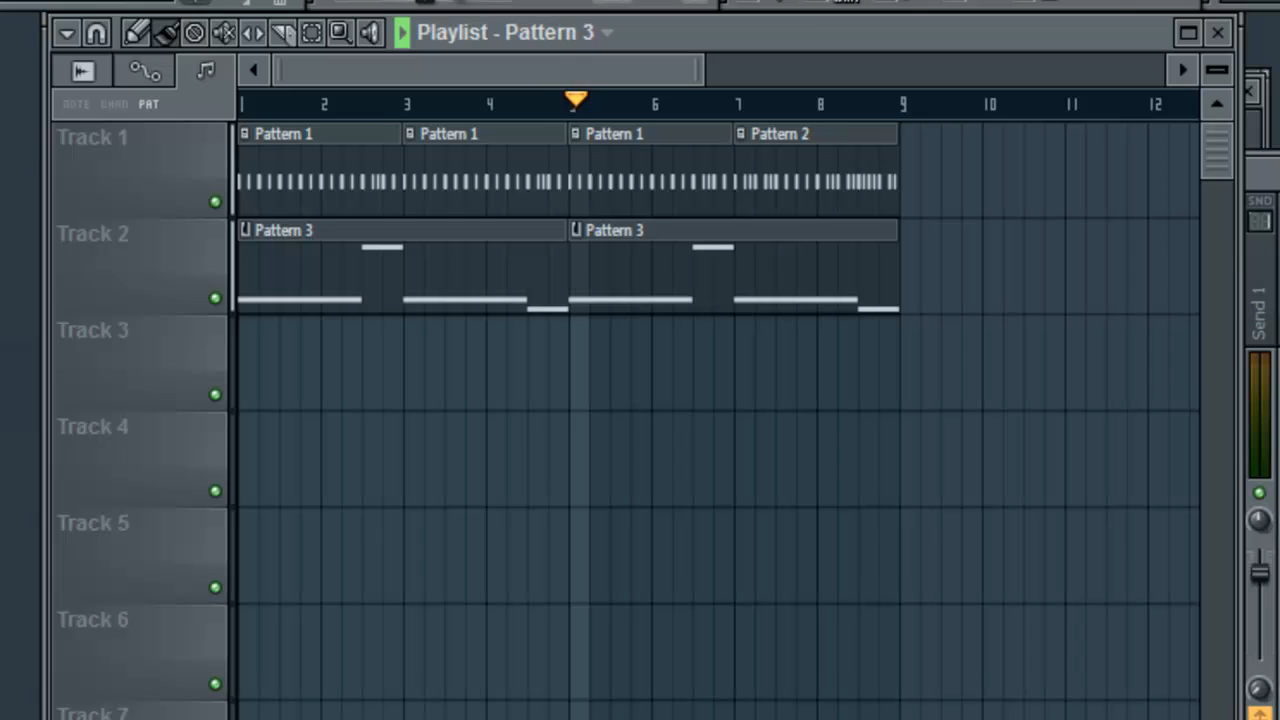 Playlist - Pattern 3
NOTE CHAN PAT
1 2 3 4 6 7 8 9 10 11 12
Track 1
Pattern 1 Pattern 1 Pattern 1 Pattern 2
Track 2
Pattern 3 Pattern 3
Track 3
Track 4
Track 5
Track 6
Track 7
SND
Send 1